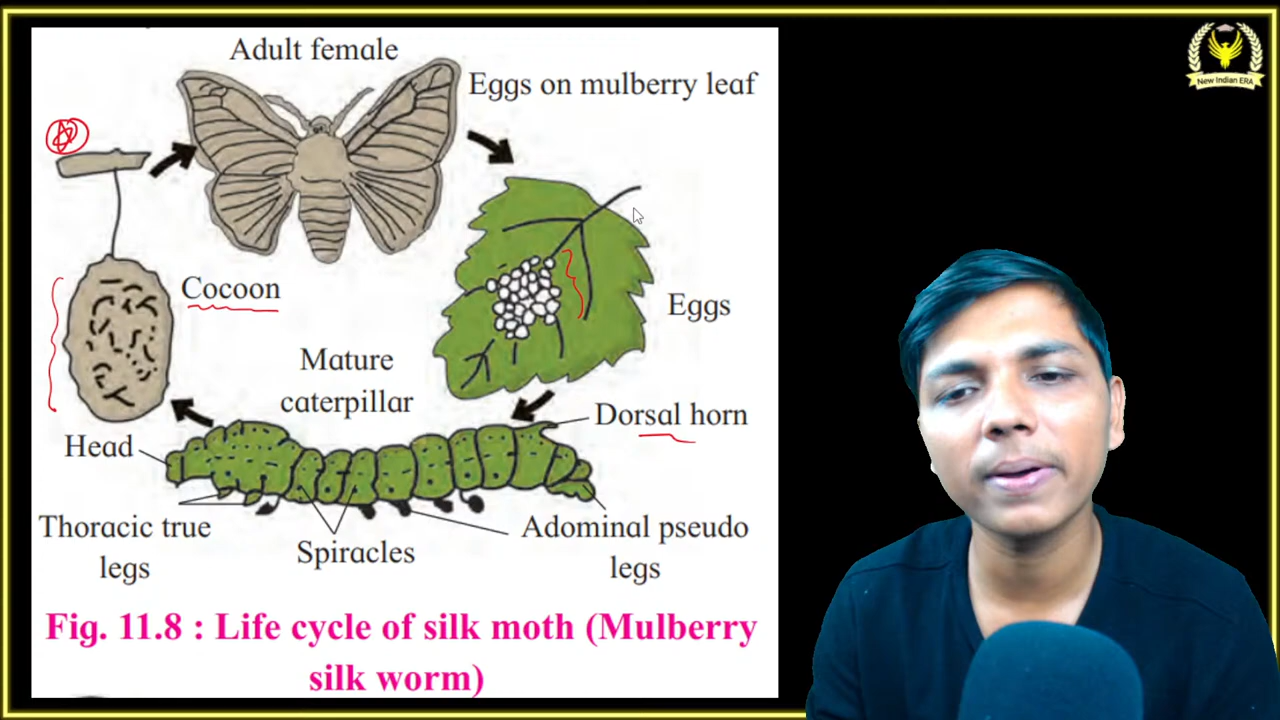 Adult female
Eggs on mulberry leaf
New Indian ERA
Cocoon
Eggs
Mature
caterpillar
Dorsal horn
Head
Thoracic true
legs
Spiracles
Adominal pseudo
legs
Fig. 11.8 : Life cycle of silk moth (Mulberry
silk worm)